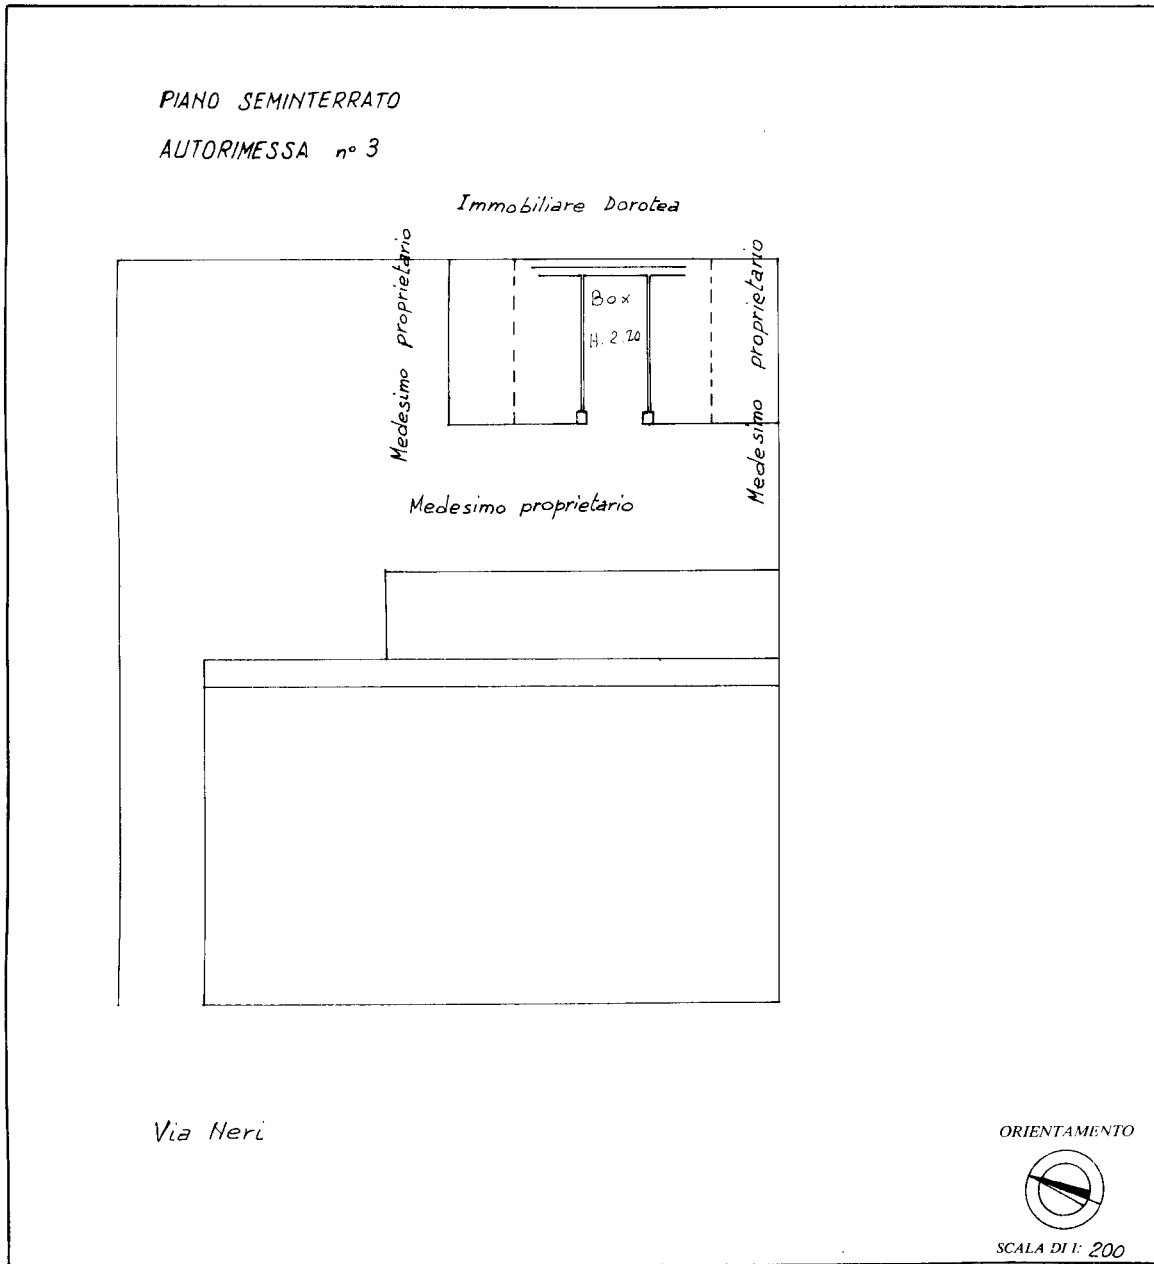 PIANO SEMINTERRATO
AUTORIMESSA n° 3
Immobiliare Dorotea
Medesimo proprietario
Medesimo proprietario
Box
H. 2.20
Medesimo proprietario
Via Neri
ORIENTAMENTO
SCALA DI 1: 200